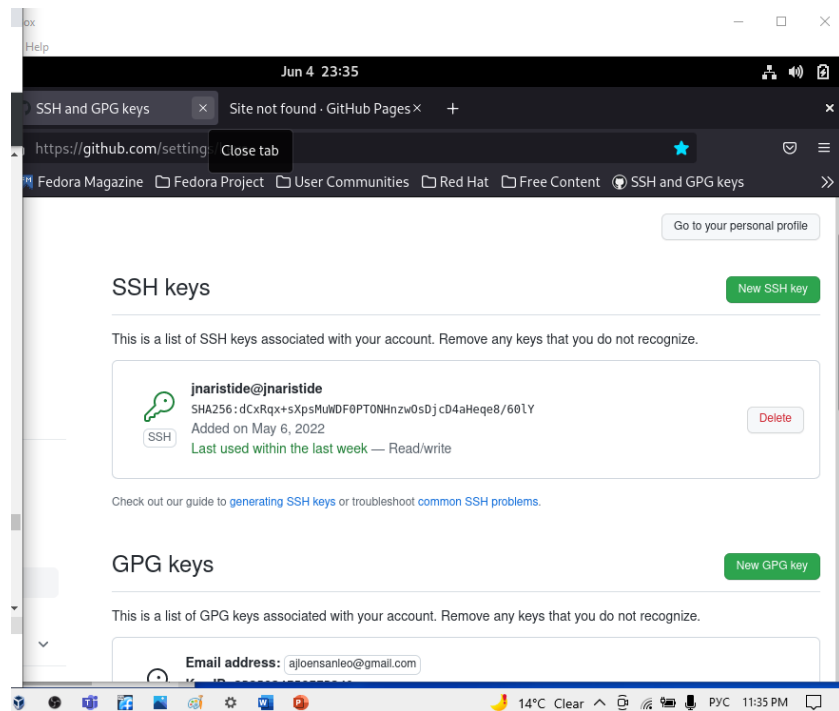 ox
Help
Jun 4 23:35
SSH and GPG keys × Site not found · GitHub Pages × + ×
https://github.com/settings
Close tab
Fedora Magazine Fedora Project User Communities Red Hat Free Content SSH and GPG keys »
Go to your personal profile
SSH keys
New SSH key
This is a list of SSH keys associated with your account. Remove any keys that you do not recognize.
jnaristide@jnaristide
SHA256:dCxRqx+sXpsMuWDF0PTONHnzwOsDjcD4aHeqe8/60lY
Added on May 6, 2022
SSH
Last used within the last week — Read/write
Delete
Check out our guide to generating SSH keys or troubleshoot common SSH problems.
GPG keys
New GPG key
This is a list of GPG keys associated with your account. Remove any keys that you do not recognize.
Email address: ajloensanleo@gmail.com
14°C Clear РУС 11:35 PM